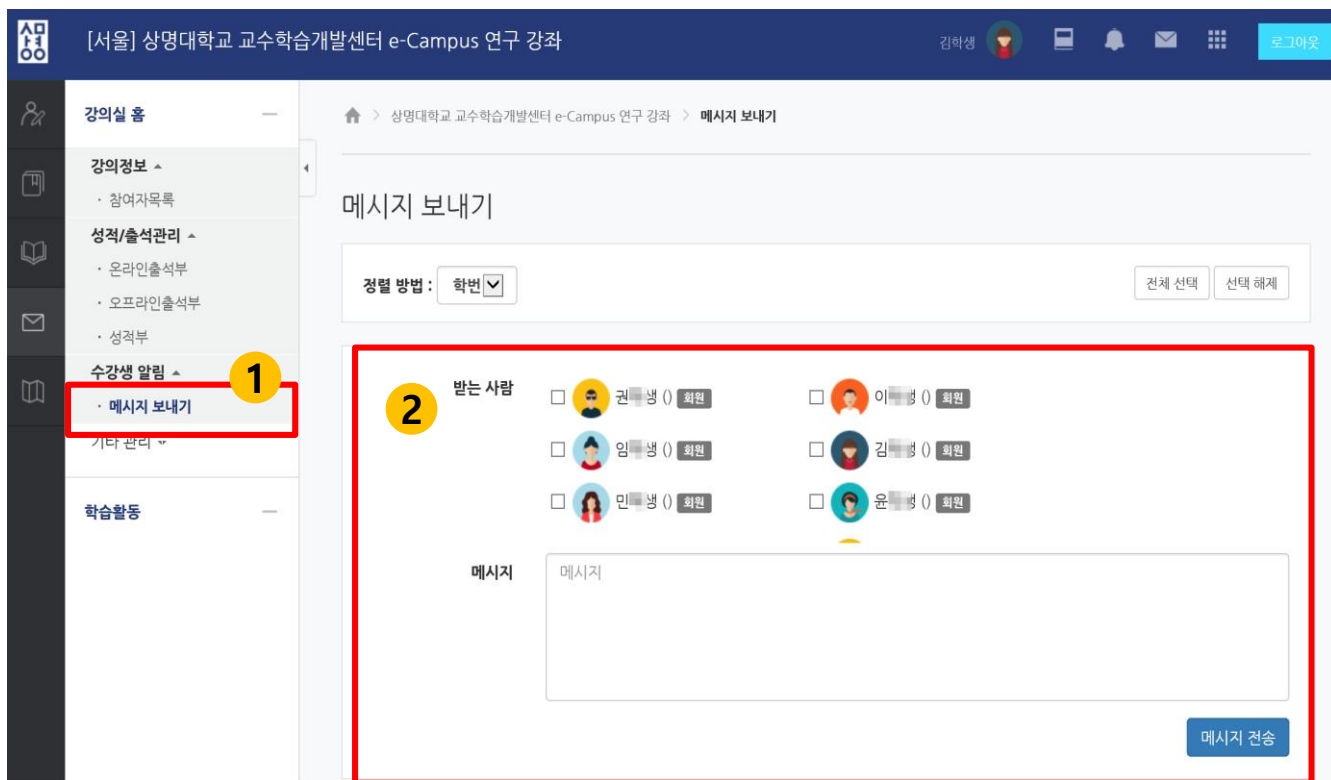 상명
[서울] 상명대학교 교수학습개발센터 e-Campus 연구 강좌
김학생
로그아웃
강의실 홈
상명대학교 교수학습개발센터 e-Campus 연구 강좌 > 메시지 보내기
강의정보
· 참여자목록
성적/출석관리
· 온라인출석부
· 오프라인출석부
· 성적부
수강생 알림
1
· 메시지 보내기
기타 관리
학습활동
메시지 보내기
정렬 방법 : 학번
전체 선택 선택 해제
2
받는 사람
권 생 () 회원 이 생 () 회원
임 생 () 회원 김 생 () 회원
민 생 () 회원 윤 생 () 회원
메시지 메시지
메시지 전송